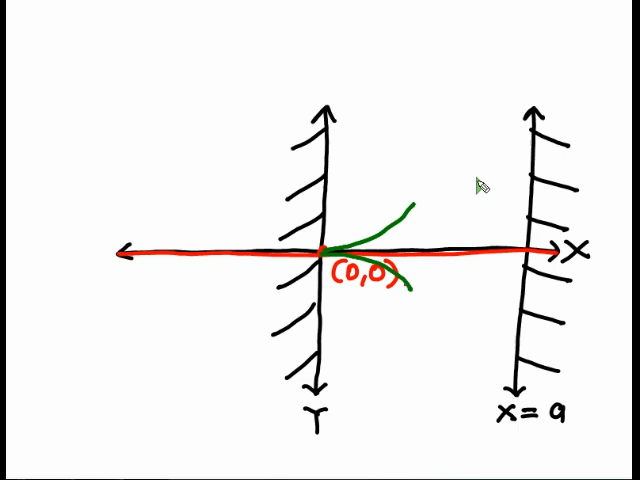 X
(0,0)
Y
X = a